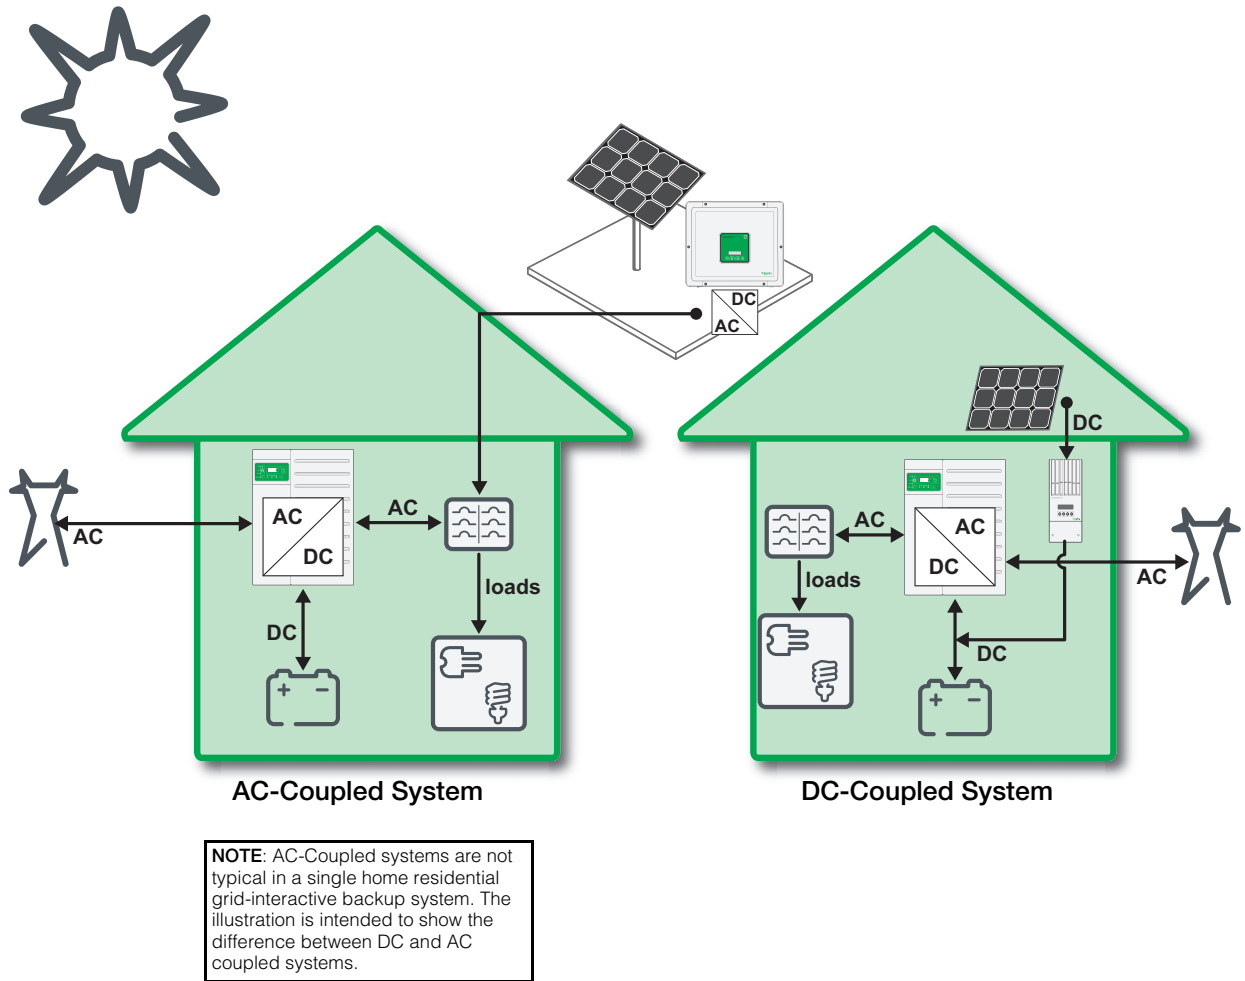 DC
AC
DC
AC
AC
AC
DC
loads
DC
AC
AC
DC
loads
AC
DC
DC
AC-Coupled System
DC-Coupled System
NOTE: AC-Coupled systems are not
typical in a single home residential
grid-interactive backup system. The
illustration is intended to show the
difference between DC and AC
coupled systems.